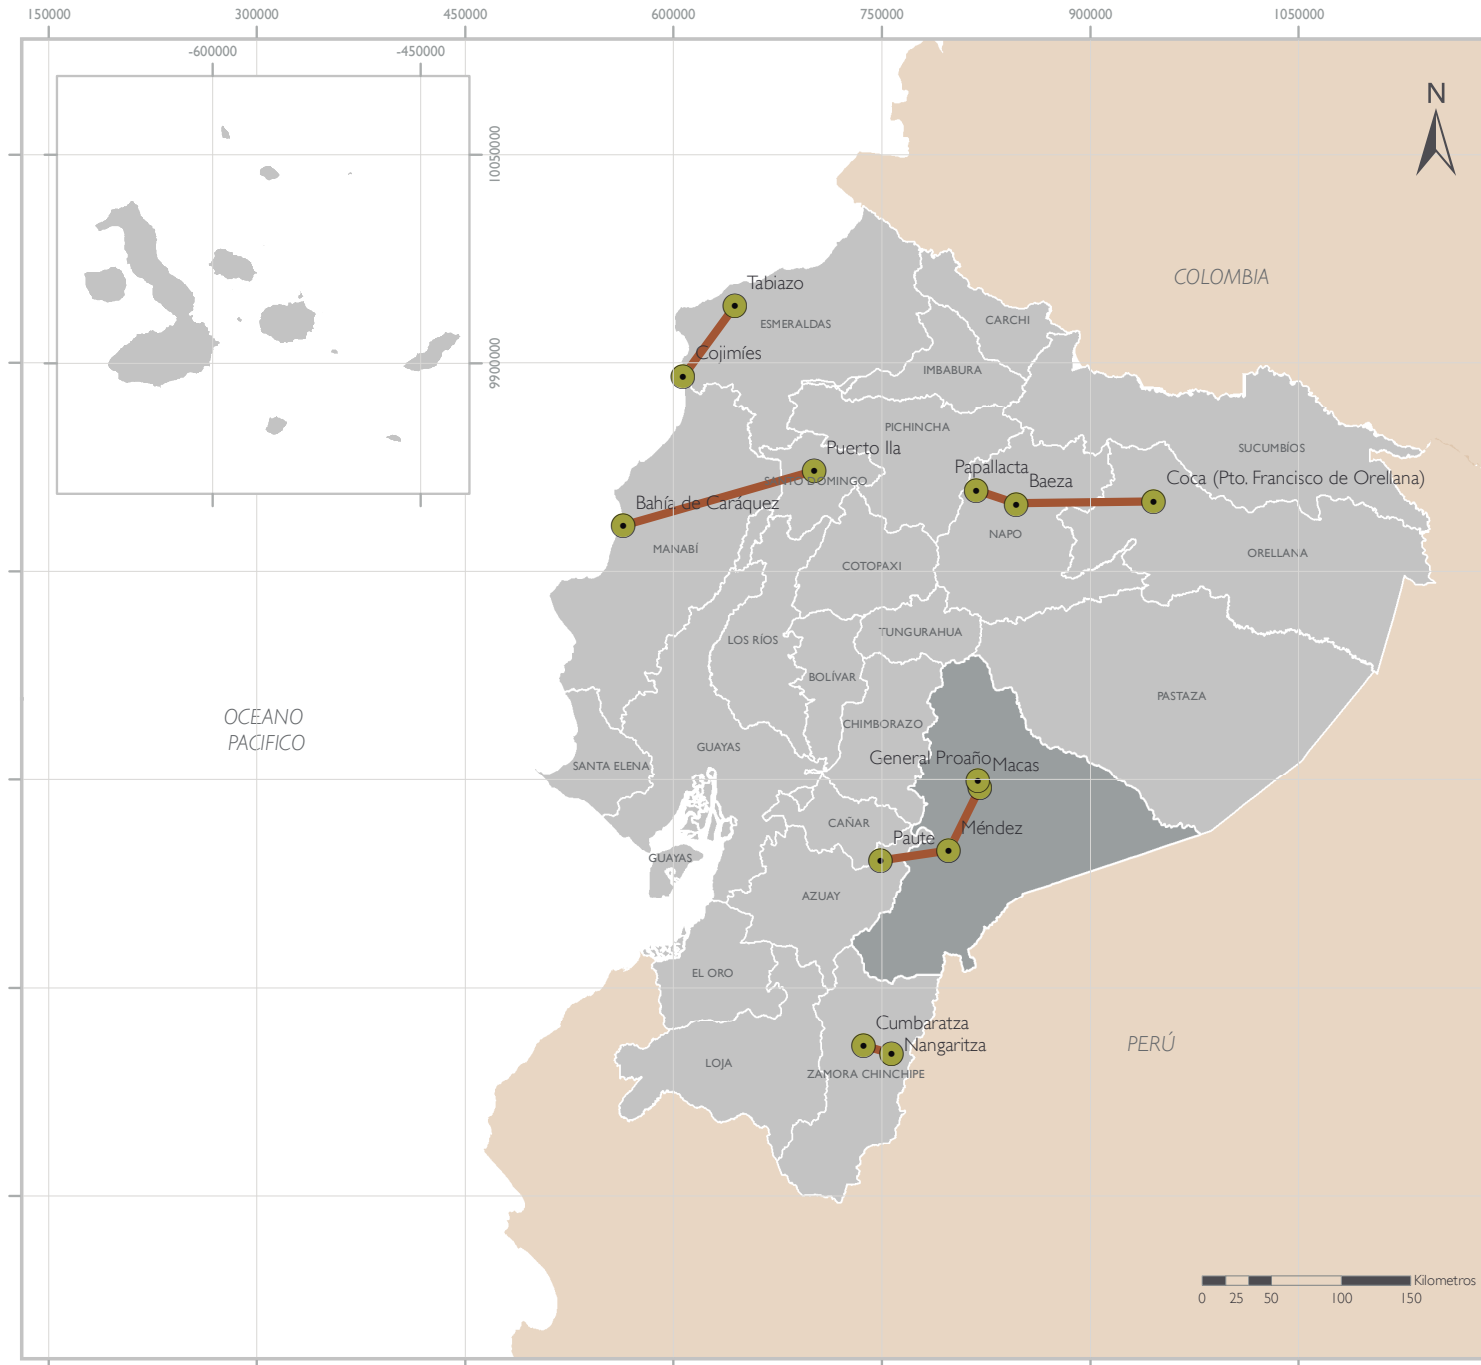 150000
300000
450000
600000
750000
900000
1050000
-600000
-450000
10050000
9900000
N
COLOMBIA
Tabiazo
ESMERALDAS
CARCHI
Cojimíes
IMBABURA
PICHINCHA
SUCUMBÍOS
Puerto Ila
SANTO DOMINGO
Papallacta
Baeza
Coca (Pto. Francisco de Orellana)
Bahía de Caráquez
MANABÍ
NAPO
ORELLANA
COTOPAXI
TUNGURAHUA
LOS RÍOS
BOLÍVAR
PASTAZA
OCEANO
PACIFICO
CHIMBORAZO
GUAYAS
SANTA ELENA
General Proaño
Macas
CAÑAR
Paute
Méndez
GUAYAS
AZUAY
EL ORO
Cumbaratza
Nangaritza
PERÚ
LOJA
ZAMORA CHINCHIPE
Kilometros
0 25 50 100 150